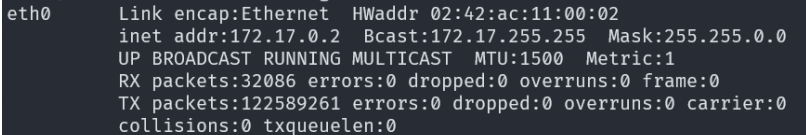 eth0 Link encap:Ethernet HWaddr 02:42:ac:11:00:02
inet addr:172.17.0.2 Bcast:172.17.255.255 Mask:255.255.0.0
UP BROADCAST RUNNING MULTICAST MTU:1500 Metric:1
RX packets:32086 errors:0 dropped:0 overruns:0 frame:0
TX packets:122589261 errors:0 dropped:0 overruns:0 carrier:0
collisions:0 txqueuelen:0